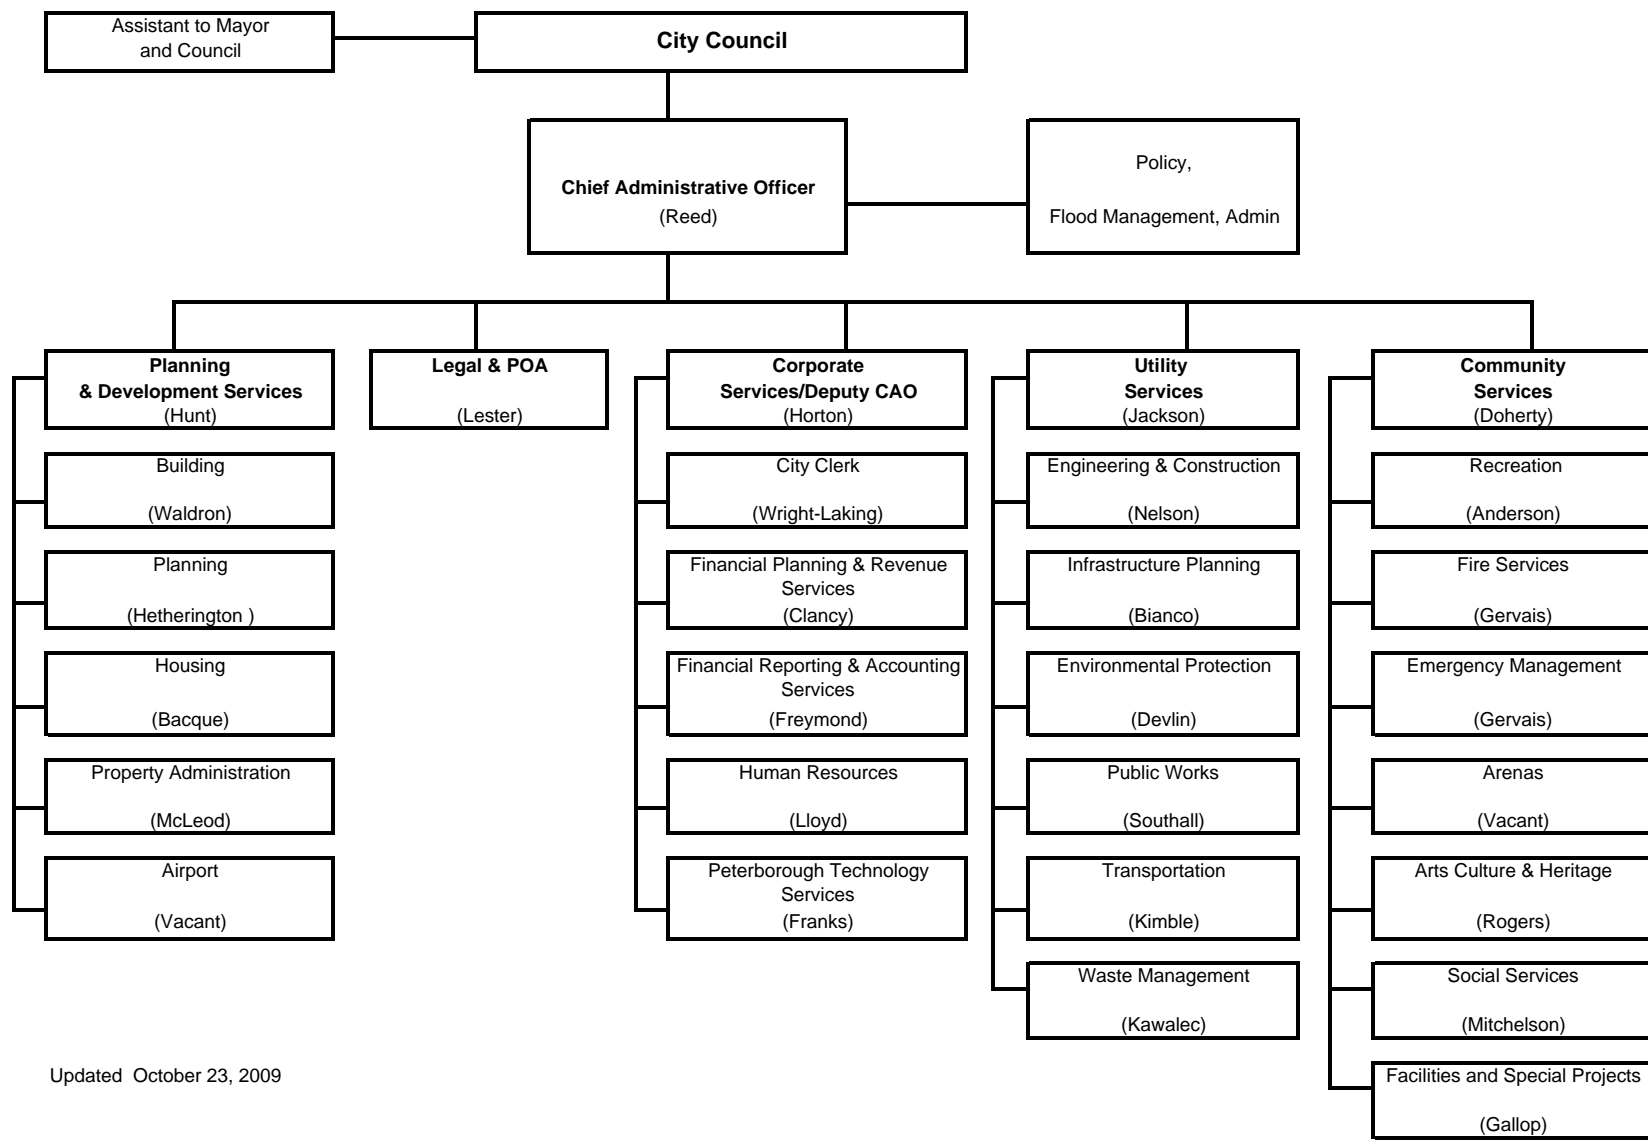 Assistant to Mayor
and Council
City Council
Chief Administrative Officer
(Reed)
Policy,
Flood Management, Admin
Planning
& Development Services
(Hunt)
Legal & POA
(Lester)
Corporate
Services/Deputy CAO
(Horton)
Utility
Services
(Jackson)
Community
Services
(Doherty)
Building
(Waldron)
Planning
(Hetherington )
Housing
(Bacque)
Property Administration
(McLeod)
Airport
(Vacant)
City Clerk
(Wright-Laking)
Financial Planning & Revenue
Services
(Clancy)
Financial Reporting & Accounting
Services
(Freymond)
Human Resources
(Lloyd)
Peterborough Technology
Services
(Franks)
Engineering & Construction
(Nelson)
Infrastructure Planning
(Bianco)
Environmental Protection
(Devlin)
Public Works
(Southall)
Transportation
(Kimble)
Waste Management
(Kawalec)
Recreation
(Anderson)
Fire Services
(Gervais)
Emergency Management
(Gervais)
Arenas
(Vacant)
Arts Culture & Heritage
(Rogers)
Social Services
(Mitchelson)
Facilities and Special Projects
(Gallop)
Updated  October 23, 2009